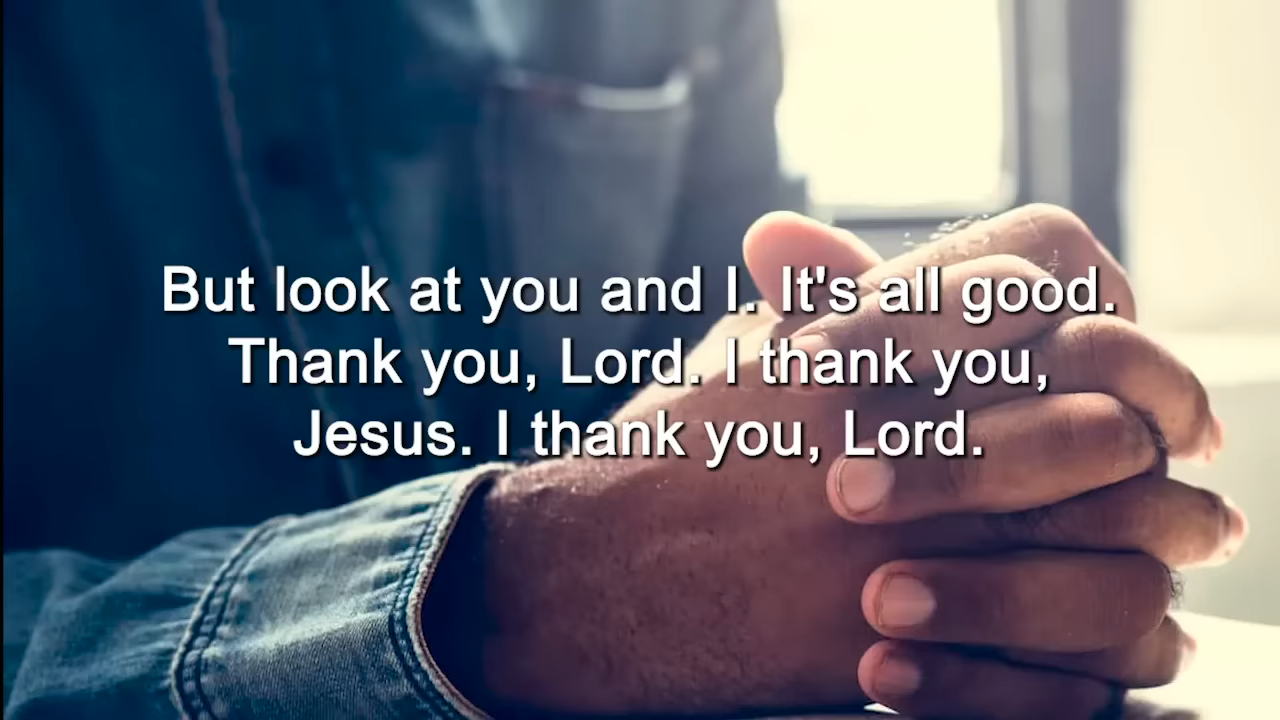 But look at you and I. It's all good.
Thank you, Lord. I thank you,
Jesus. I thank you, Lord.